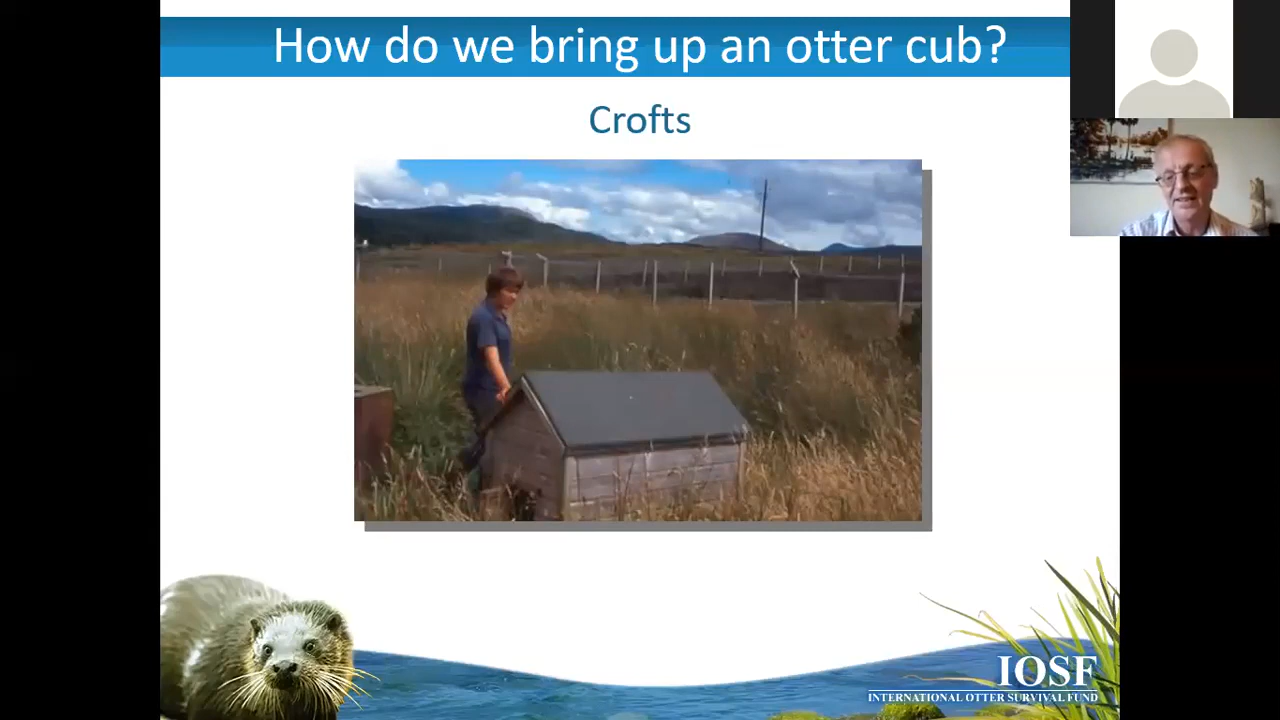 How do we bring up an otter cub?
Crofts
IOSF
INTERNATIONAL OTTER SURVIVAL FUND